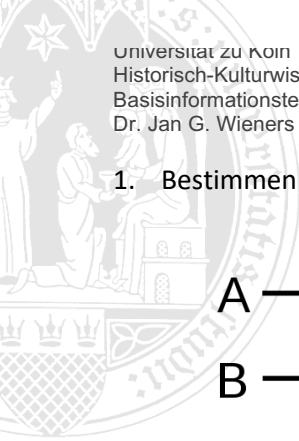 Universität zu Köln
Historisch-Kulturwis
Basisinformationste
Dr. Jan G. Wieners
1. Bestimmen
A
B